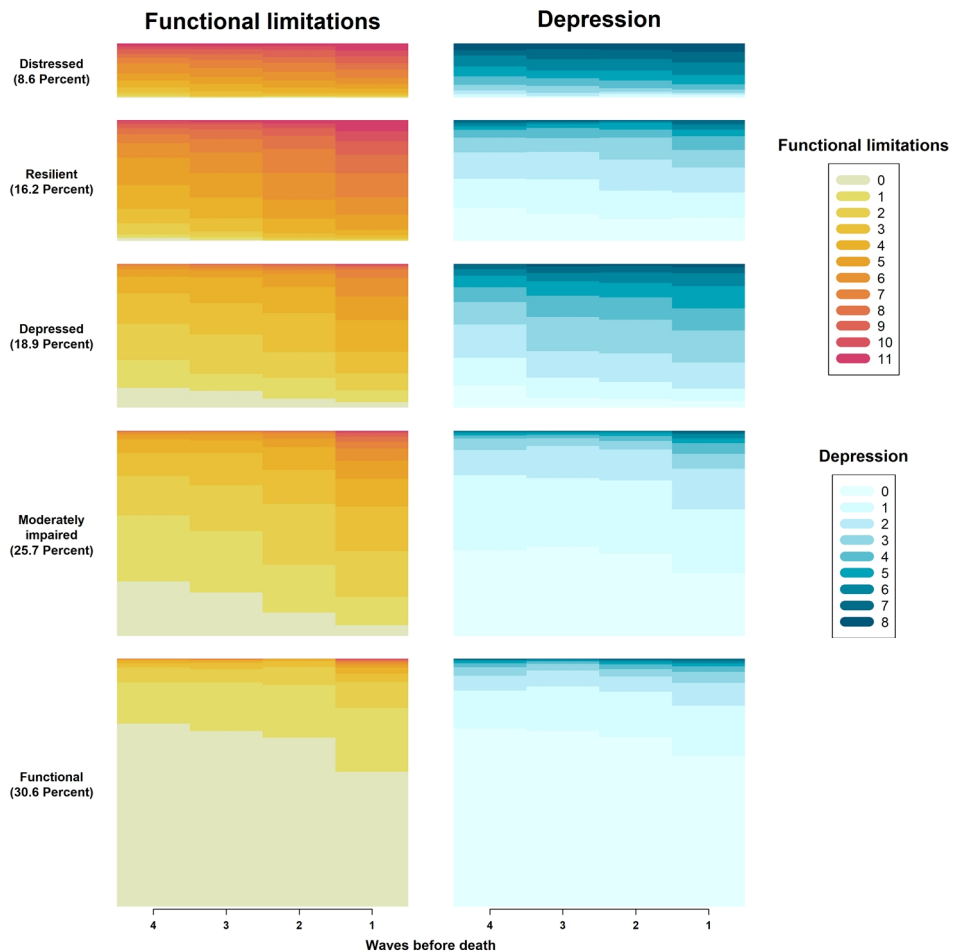 Functional limitations
Depression
Distressed
(8.6 Percent)
Resilient
(16.2 Percent)
Depressed
(18.9 Percent)
Moderately
impaired
(25.7 Percent)
Functional
(30.6 Percent)
4 3 2 1
4 3 2 1
Waves before death
Functional limitations
0
1
2
3
4
5
6
7
8
9
10
11
Depression
0
1
2
3
4
5
6
7
8